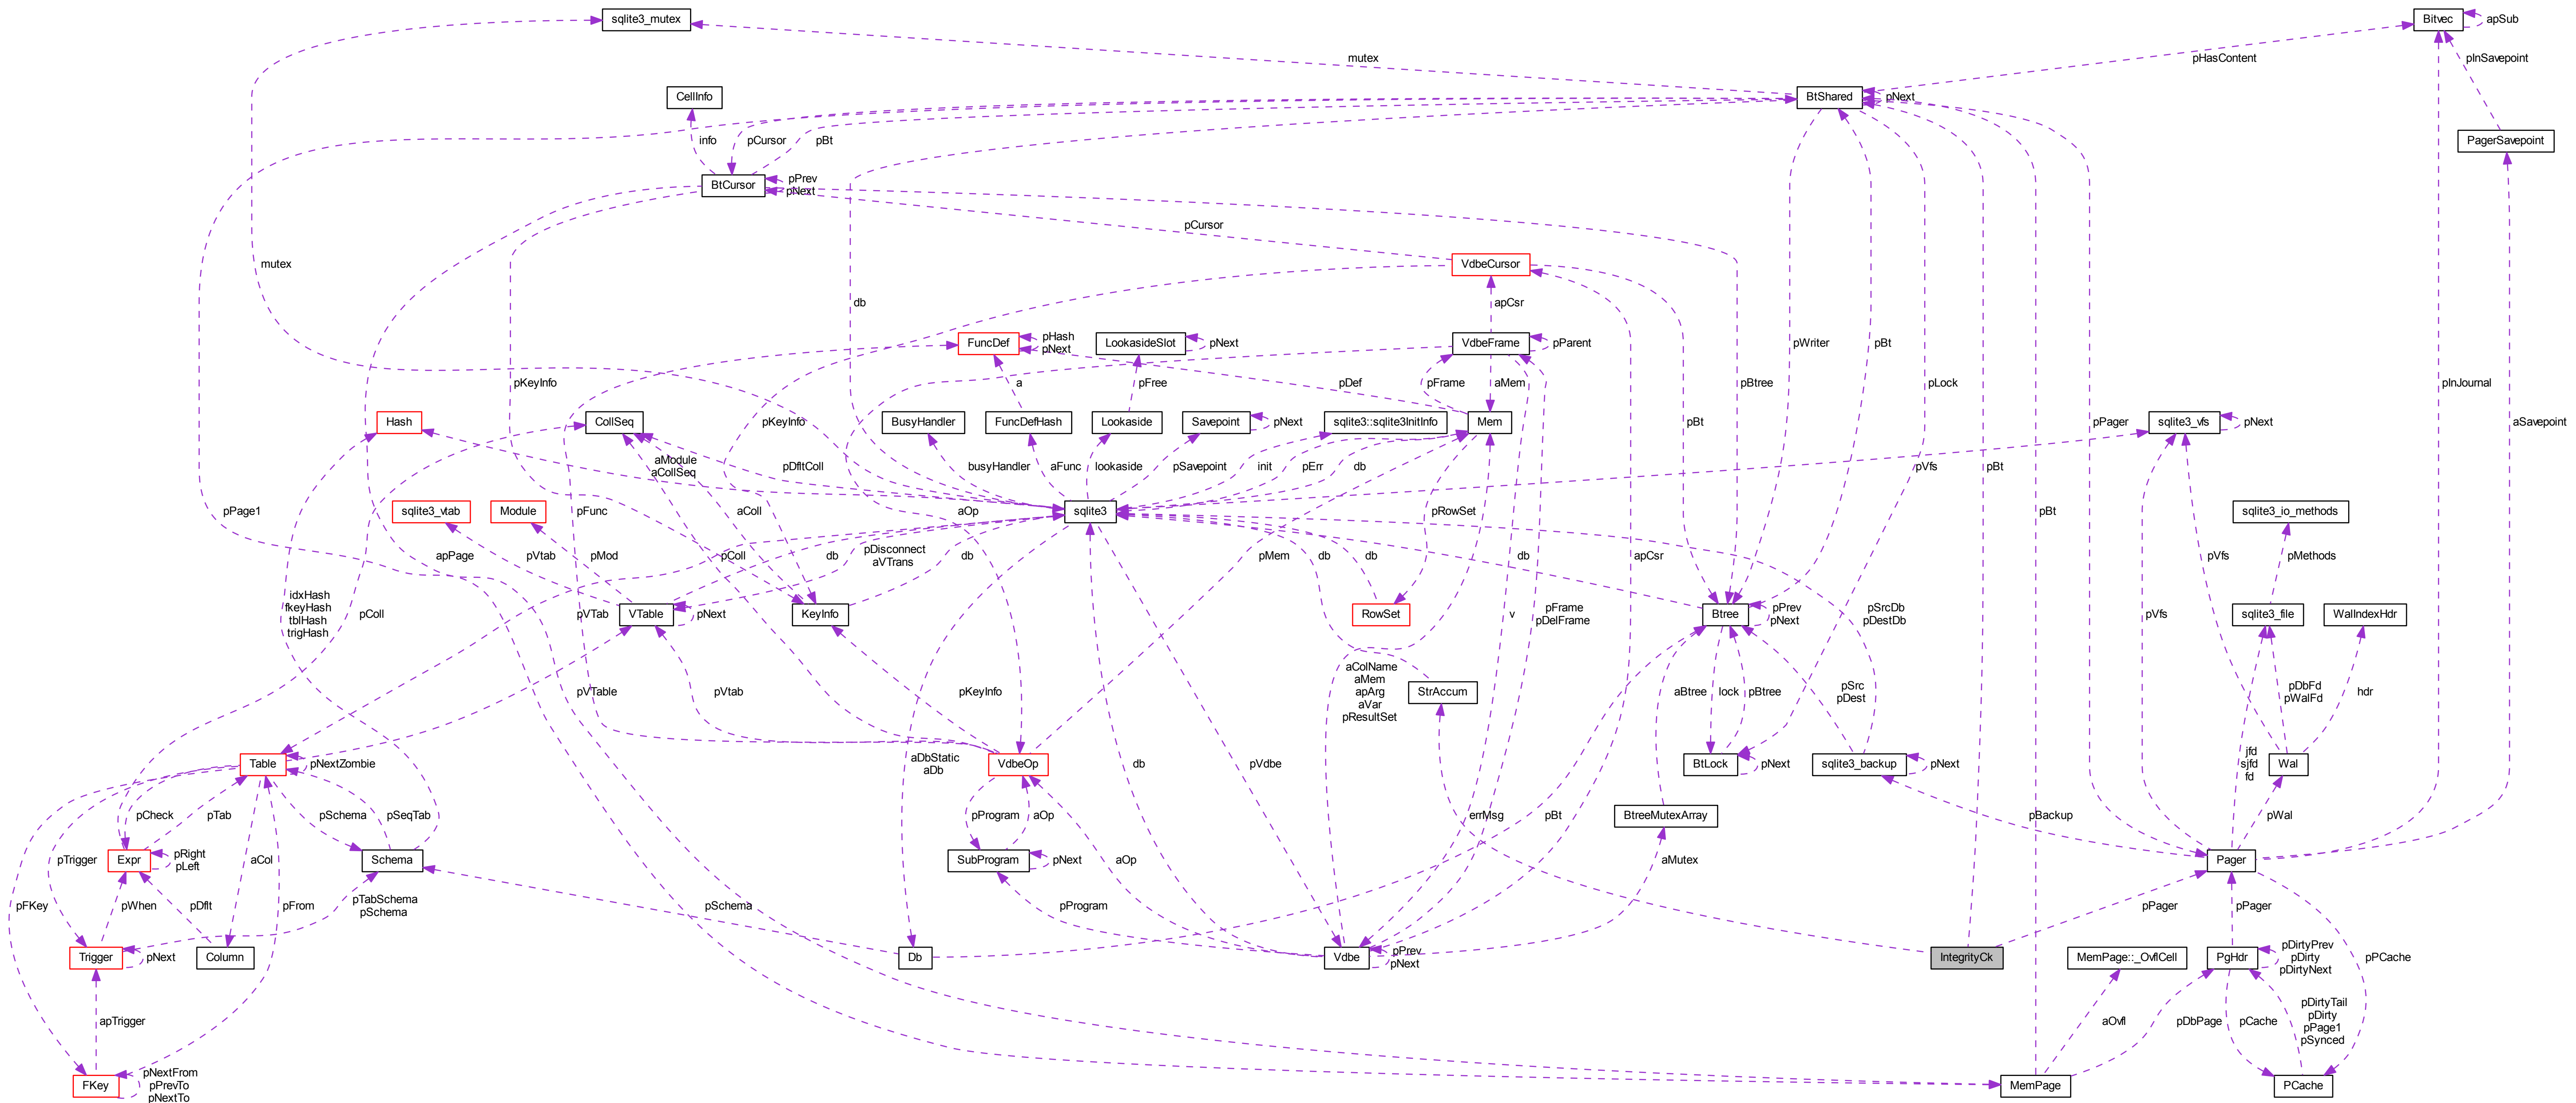 sqlite3_mutex
Bitvec
apSub
mutex
pHasContent
pInSavepoint
CellInfo
BtShared
pNext
info
pCursor
pBt
PagerSavepoint
BtCursor
pPrev
pNext
pCursor
mutex
VdbeCursor
db
apCsr
FuncDef
pHash
pNext
LookasideSlot
pNext
VdbeFrame
pParent
pWriter
pBt
pKeyInfo
a
pFree
pDef
pFrame
aMem
pBtree
pLock
pInJournal
Hash
CollSeq
pKeyInfo
BusyHandler
FuncDefHash
Lookaside
Savepoint
pNext
sqlite3::sqlite3InitInfo
Mem
pBt
pPager
sqlite3_vfs
pNext
aSavepoint
aModule
aCollSeq
pDfltColl
busyHandler
aFunc
lookaside
pSavepoint
init
pErr
db
pVfs
pBt
pPage1
sqlite3_vtab
Module
pFunc
aColl
aOp
sqlite3
pRowSet
pBt
sqlite3_io_methods
apPage
pVtab
pMod
db
pDisconnect
aVTrans
pColl
db
pMem
db
db
apCsr
db
pVfs
pMethods
idxHash
fkeyHash
tblHash
trigHash
pColl
pVTab
VTable
pNext
KeyInfo
RowSet
v
pFrame
pDelFrame
Btree
pPrev
pNext
pSrcDb
pDestDb
pVfs
sqlite3_file
WalIndexHdr
pVTable
pVtab
pKeyInfo
aColName
aMem
apArg
aVar
pResultSet
StrAccum
aBtree
lock
pBtree
pSrc
pDest
pDbFd
pWalFd
hdr
Table
pNextZombie
aDbStatic
aDb
VdbeOp
pVdbe
db
BtLock
pNext
sqlite3_backup
pNext
jfd
sjfd
fd
Wal
pCheck
pTab
pSchema
pSeqTab
pProgram
aOp
errMsg
pBt
BtreeMutexArray
pBackup
pWal
pTrigger
Expr
pRight
pLeft
aCol
Schema
SubProgram
pNext
aOp
aMutex
Pager
pFKey
pWhen
pDflt
pFrom
pTabSchema
pSchema
pSchema
pProgram
pPager
pPager
pPCache
Trigger
pNext
Column
Db
Vdbe
pPrev
pNext
IntegrityCk
MemPage::_OvflCell
PgHdr
pDirtyPrev
pDirty
pDirtyNext
apTrigger
aOvfl
pDbPage
pCache
pDirtyTail
pDirty
pPage1
pSynced
FKey
pNextFrom
pPrevTo
pNextTo
MemPage
PCache